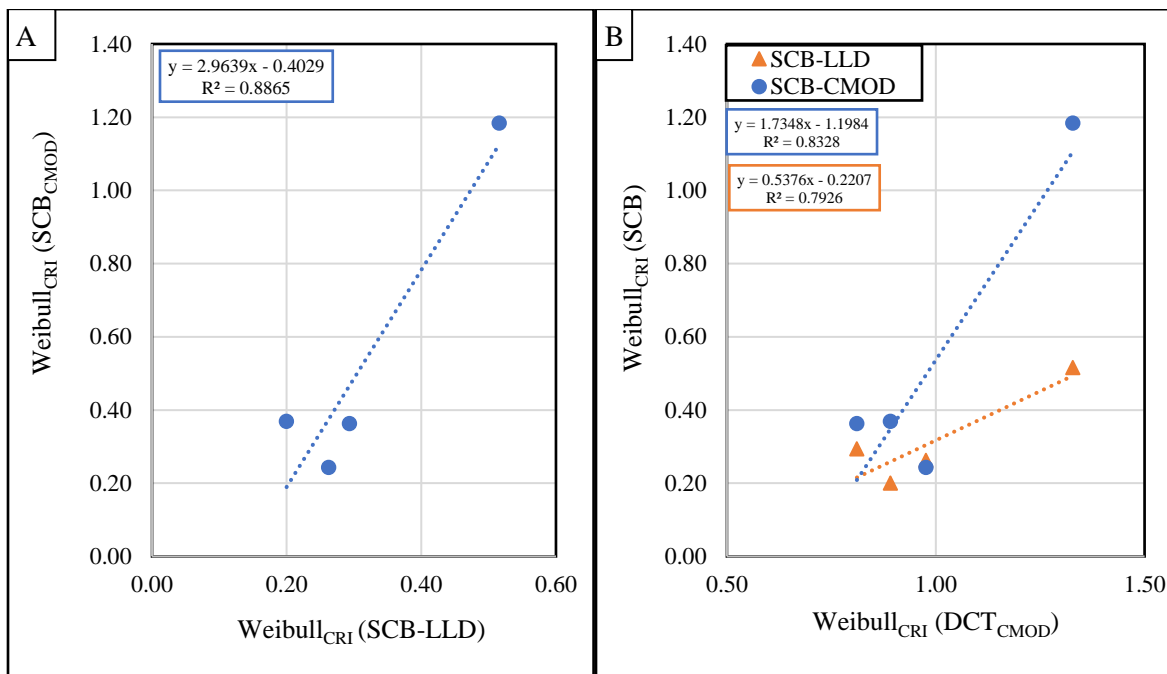 A
1.40
1.20
1.00
0.80
0.60
0.40
0.20
0.00
0.00 0.20 0.40 0.60
Weibull_CRI (SCB_CMOD)
Weibull_CRI (SCB-LLD)
y = 2.9639x - 0.4029
R² = 0.8865
B
1.40
1.20
1.00
0.80
0.60
0.40
0.20
0.00
0.50 1.00 1.50
Weibull_CRI (SCB)
Weibull_CRI (DCT_CMOD)
SCB-LLD
SCB-CMOD
y = 1.7348x - 1.1984
R² = 0.8328
y = 0.5376x - 0.2207
R² = 0.7926